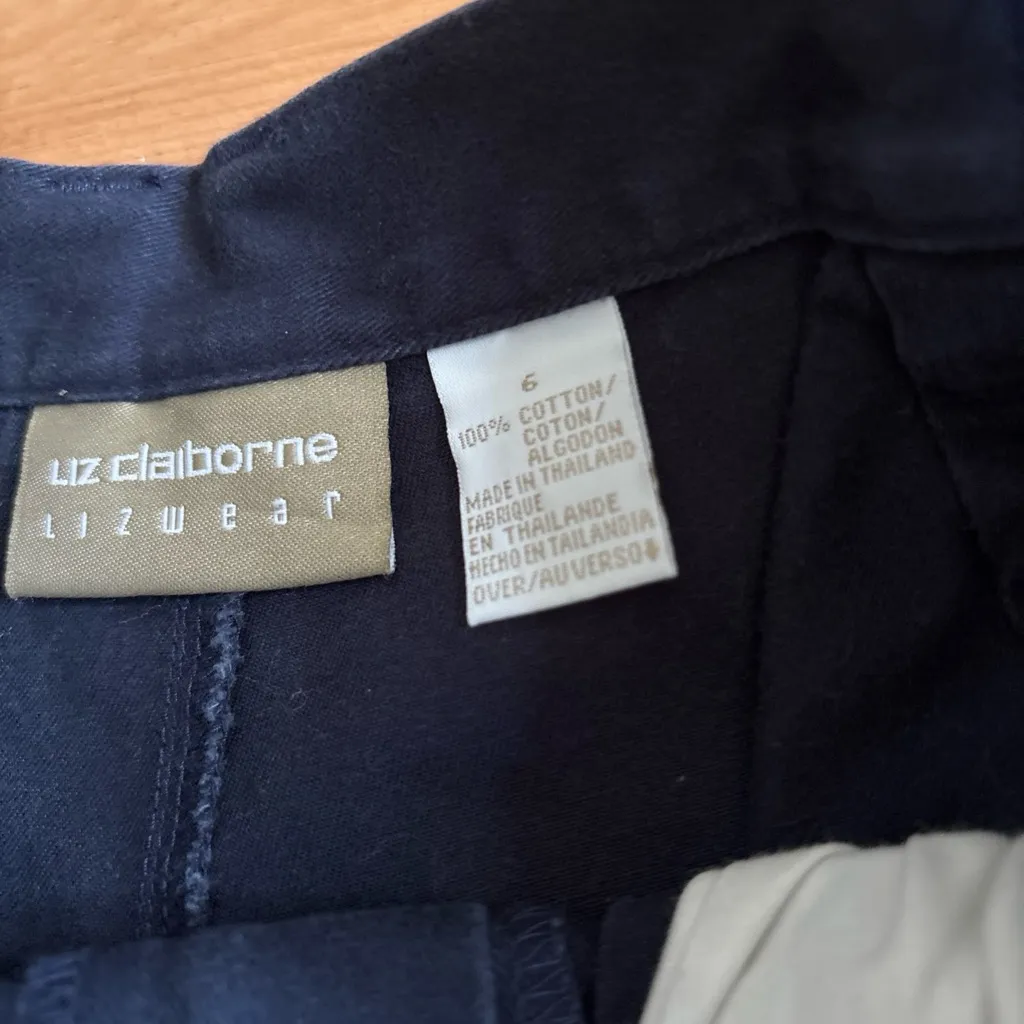 Liz claiborne
LIZwear
6
100% COTTON/
COTON/
ALGODON
MADE IN THAILAND
FABRIQUE
EN THAILANDE
HECHO EN TAILANDIA
OVER/AU VERSO